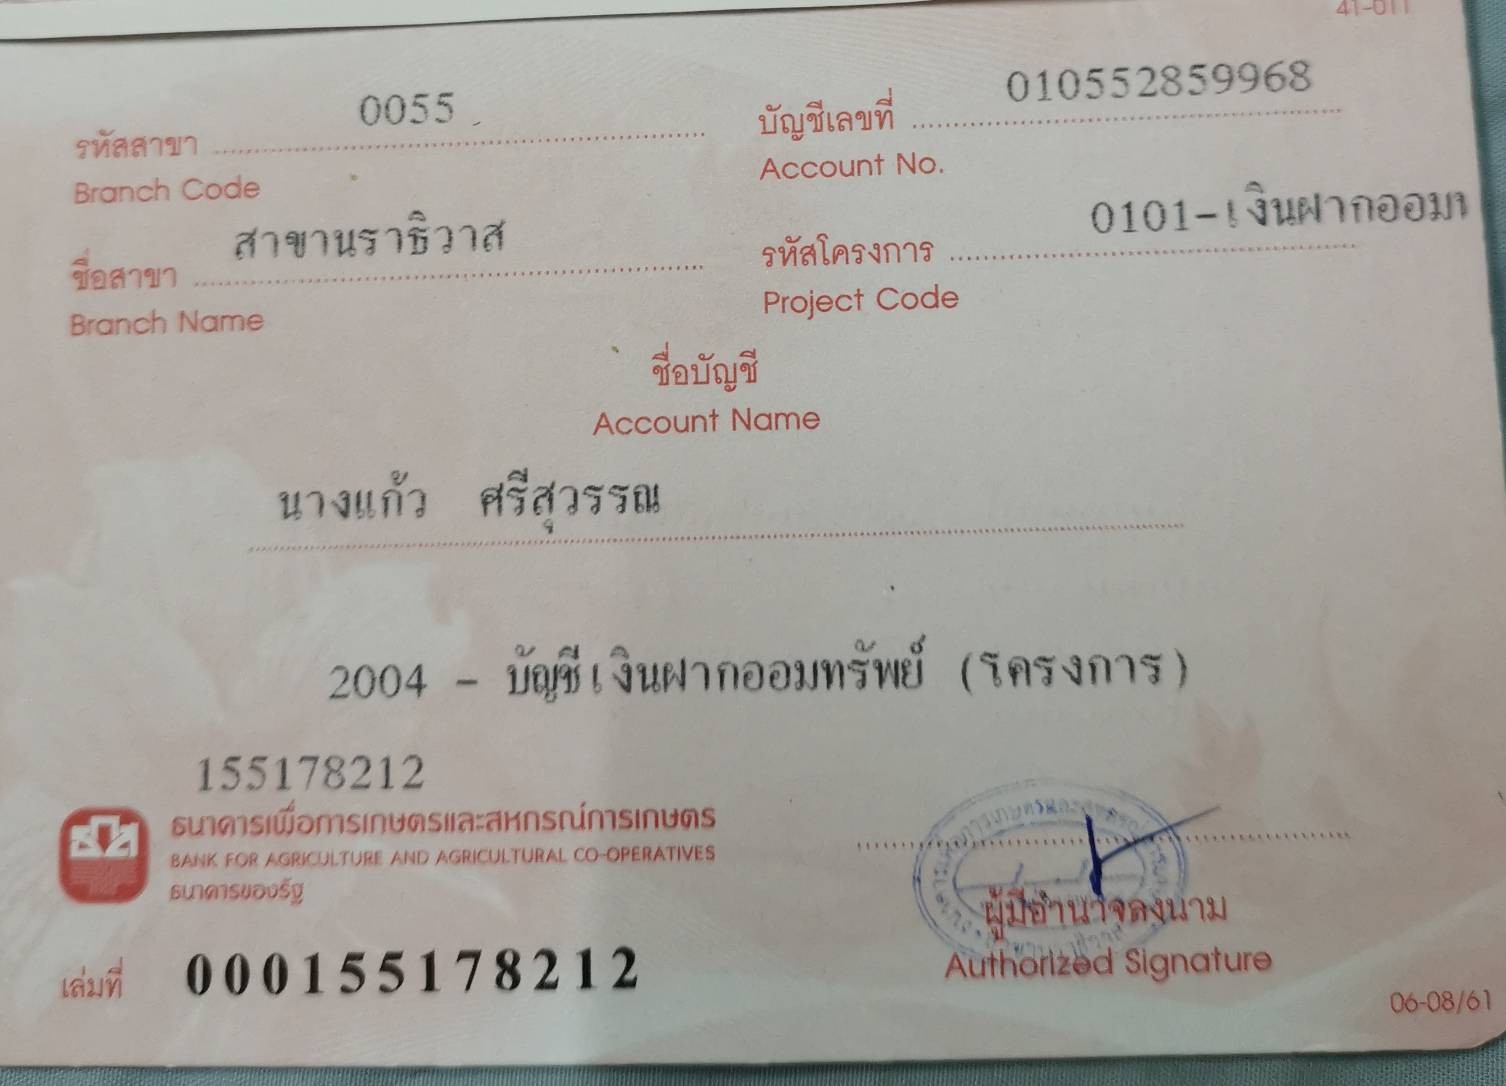 41-011
0055
รหัสสาขา
Branch Code
บัญชีเลขที่ 010552859968
Account No.
ชื่อสาขา สาขานราธิวาส
Branch Name
รหัสโครงการ 0101-เงินฝากออมท
Project Code
ชื่อบัญชี
Account Name
นางแก้ว ศรีสุวรรณ
2004 - บัญชีเงินฝากออมทรัพย์ (โครงการ)
155178212
ธนาคารเพื่อการเกษตรและสหกรณ์การเกษตร
BANK FOR AGRICULTURE AND AGRICULTURAL CO-OPERATIVES
ธนาคารของรัฐ
ผู้มีอำนาจลงนาม
Authorized Signature
เล่มที่ 000155178212
06-08/61